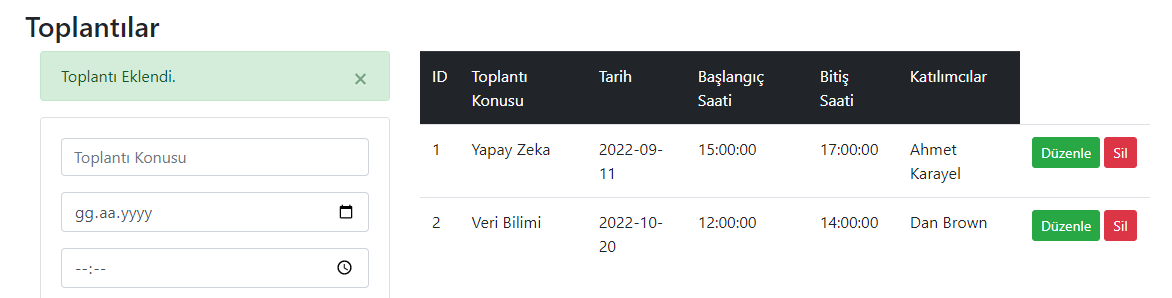 Toplantılar
Toplantı Eklendi.
×
Toplantı Konusu
gg.aa.yyyy
--:--
ID Toplantı Konusu Tarih Başlangıç Saati Bitiş Saati Katılımcılar
1 Yapay Zeka 2022-09-11 15:00:00 17:00:00 Ahmet Karayel Düzenle Sil
2 Veri Bilimi 2022-10-20 12:00:00 14:00:00 Dan Brown Düzenle Sil